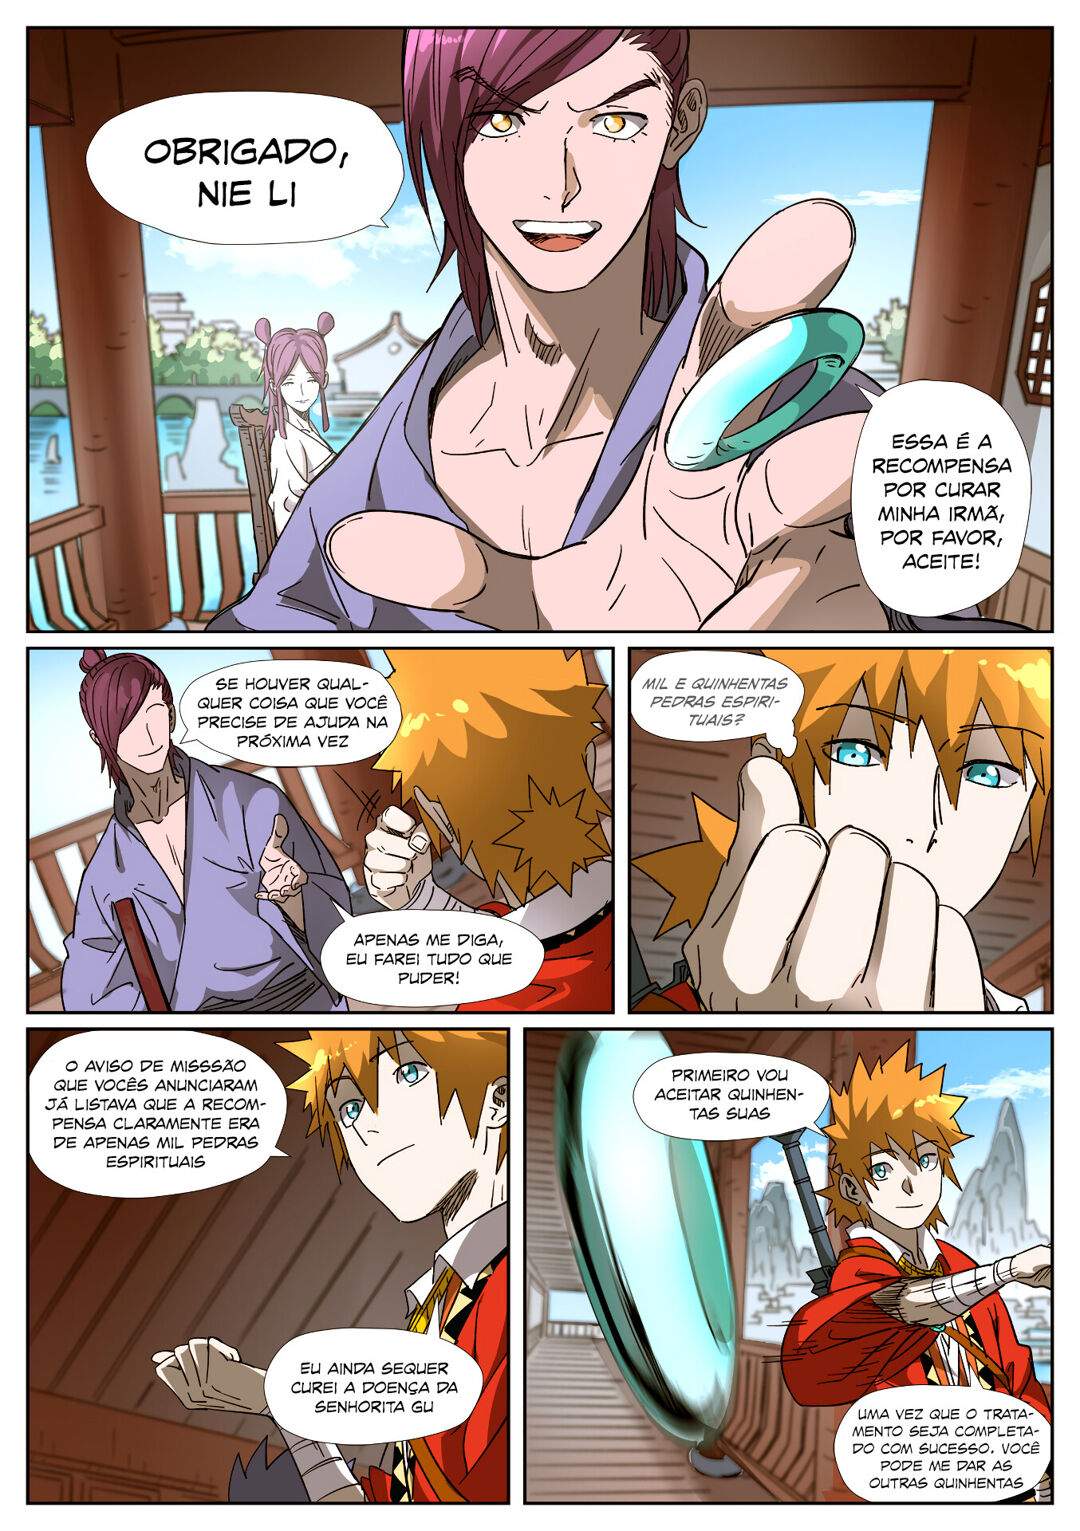 OBRIGADO,
NIE LI
ESSA É A
RECOMPENSA
POR CURAR
MINHA IRMÃ,
POR FAVOR,
ACEITE!
SE HOUVER QUAL-
QUER COISA QUE VOCÊ
PRECISE DE AJUDA NA
PRÓXIMA VEZ
APENAS ME DIGA,
EU FAREI TUDO QUE
PUDER!
MIL E QUINHENTAS
PEDRAS ESPIRI-
TUAIS?
O AVISO DE MISSSÃO
QUE VOCÊS ANUNCIARAM
JÁ LISTAVA QUE A RECOM-
PENSA CLARAMENTE ERA
DE APENAS MIL PEDRAS
ESPIRITUAIS
EU AINDA SEQUER
CUREI A DOENÇA DA
SENHORITA GU
PRIMEIRO VOU
ACEITAR QUINHEN-
TAS SUAS
UMA VEZ QUE O TRATA-
MENTO SEJA COMPLETA-
DO COM SUCESSO. VOCÊ
PODE ME DAR AS
OUTRAS QUINHENTAS